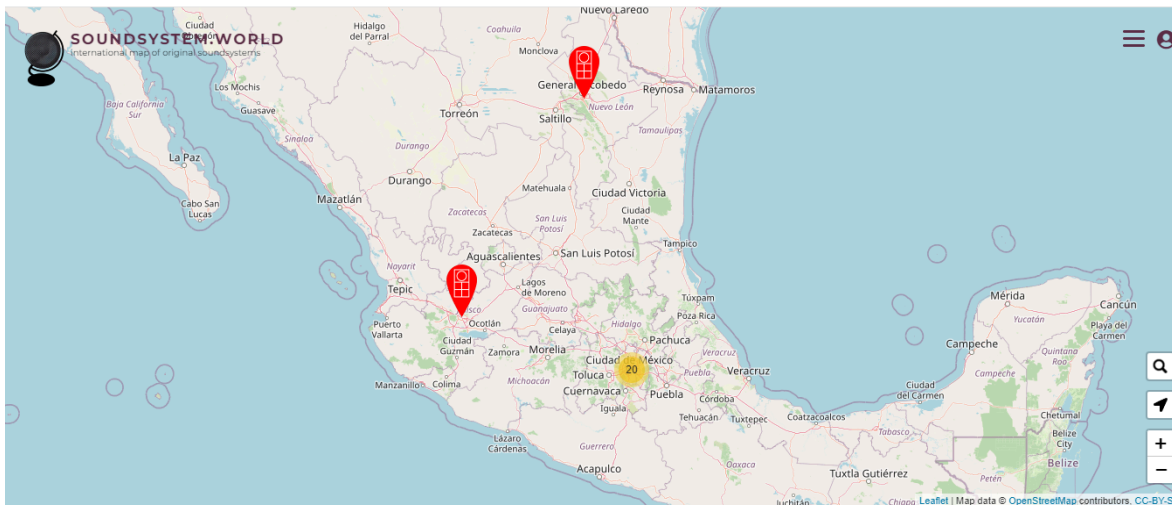 Nuevo Laredo
Ciudad
Hidalgo
del Parral
SOUNDSYSTEM.WORLD
international map of original soundsystems
Coahuila
Monclova
Los Mochis
General Escobedo
Reynosa
Matamoros
Baja California
Sur
Guasave
Torreón
Nuevo León
Saltillo
Sinaloa
Tamaulipas
Durango
La Paz
Durango
Matehuala
Ciudad Victoria
Cabo San
Lucas
Mazatlán
Zacatecas
San Luis
Potosí
Ciudad
Mante
Zacatecas
Tampico
Aguascalientes
San Luis Potosí
Nayarit
Tepic
Lagos
de Moreno
Mérida
Cancún
Guanajuato
Túxpam
Yucatán
Puerto
Vallarta
Ocotlán
Celaya
Hidalgo
Poza Rica
Playa del
Carmen
Ciudad
Guzmán
Zamora
Morelia
Pachuca
Campeche
Quintana
Roo
Ciudad de México
Veracruz
Manzanillo
Colima
Michoacán
Toluca
20
Puebla
Veracruz
Campeche
Cuernavaca
Puebla
Córdoba
Ciudad
del Carmen
Iguala
Tehuacán
Tuxtepec
Coatzacoalcos
Chetumal
Lázaro
Cárdenas
Guerrero
Tabasco
Belize
City
Oaxaca
Belize
Acapulco
Tuxtla Gutiérrez
Petén
+
−
Juchitán
Chiapas
Leaflet | Map data © OpenStreetMap contributors, CC-BY-S